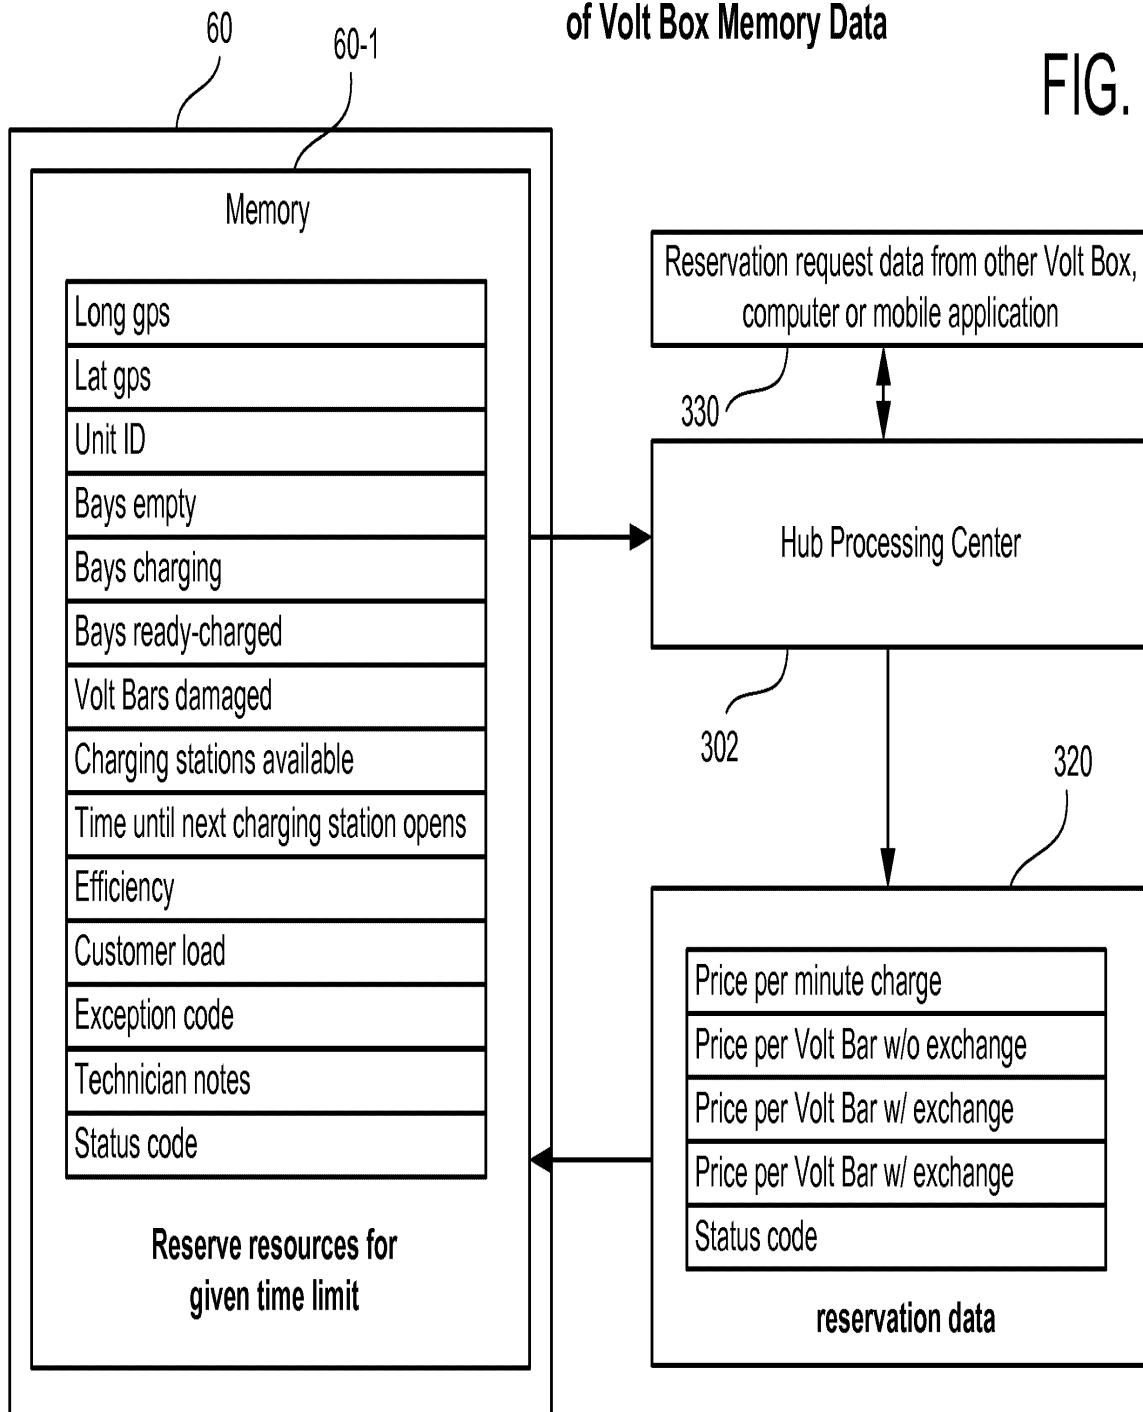 of Volt Box Memory Data
FIG.
60
60-1
Memory
Long gps
Lat gps
Unit ID
Bays empty
Bays charging
Bays ready-charged
Volt Bars damaged
Charging stations available
Time until next charging station opens
Efficiency
Customer load
Exception code
Technician notes
Status code
Reserve resources for
given time limit
Reservation request data from other Volt Box,
computer or mobile application
330
Hub Processing Center
302
320
Price per minute charge
Price per Volt Bar w/o exchange
Price per Volt Bar w/ exchange
Price per Volt Bar w/ exchange
Status code
reservation data